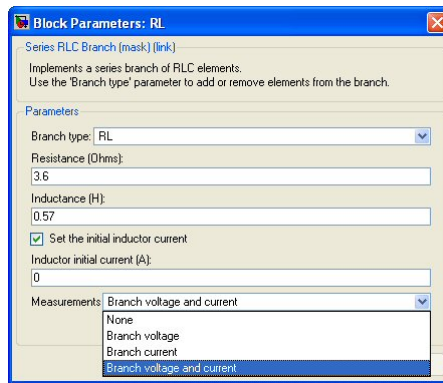 Block Parameters: RL
Series RLC Branch (mask) (link)
Implements a series branch of RLC elements.
Use the 'Branch type' parameter to add or remove elements from the branch.
Parameters
Branch type: RL
Resistance (Ohms):
3.6
Inductance (H):
0.57
Set the initial inductor current
Inductor initial current (A):
0
Measurements Branch voltage and current
None
Branch voltage
Branch current
Branch voltage and current